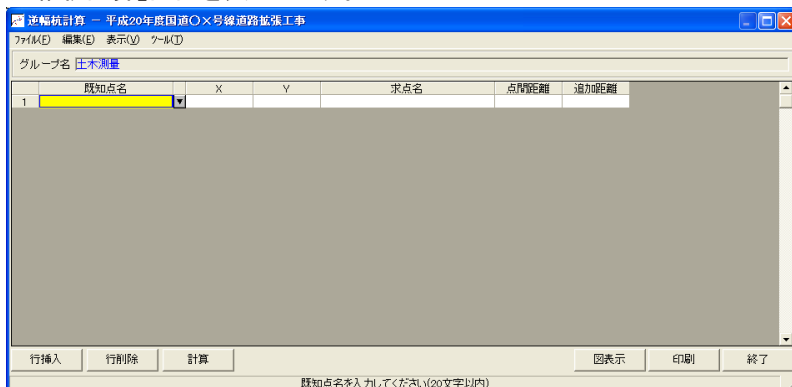 逆幅杭計算 － 平成20年度国道〇×号線道路拡張工事
ファイル(F) 編集(E) 表示(V) ツール(T)
グループ名 土木測量
既知点名 X Y 求点名 点間距離 追加距離
1
行挿入 行削除 計算 図表示 印刷 終了
既知点名を入力してください(20文字以内)